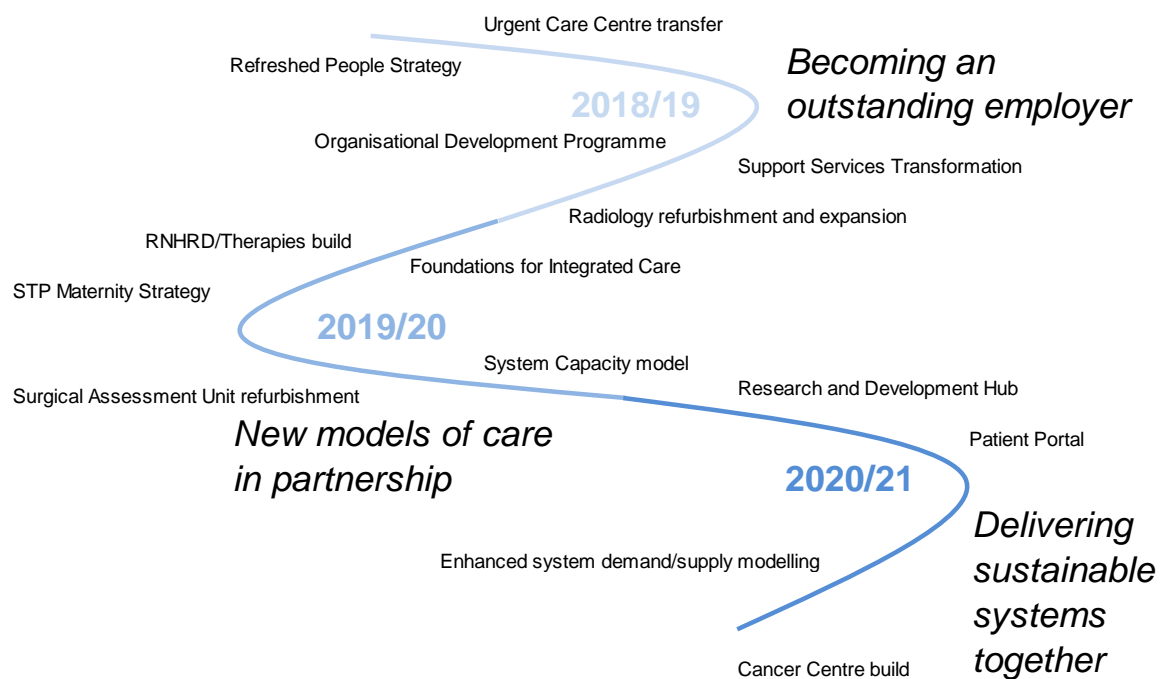 Urgent Care Centre transfer
Refreshed People Strategy
Becoming an
outstanding employer
2018/19
Organisational Development Programme
Support Services Transformation
Radiology refurbishment and expansion
RNHRD/Therapies build
Foundations for Integrated Care
STP Maternity Strategy
2019/20
System Capacity model
Surgical Assessment Unit refurbishment
Research and Development Hub
New models of care
in partnership
Patient Portal
2020/21
Delivering
sustainable
systems
together
Enhanced system demand/supply modelling
Cancer Centre build